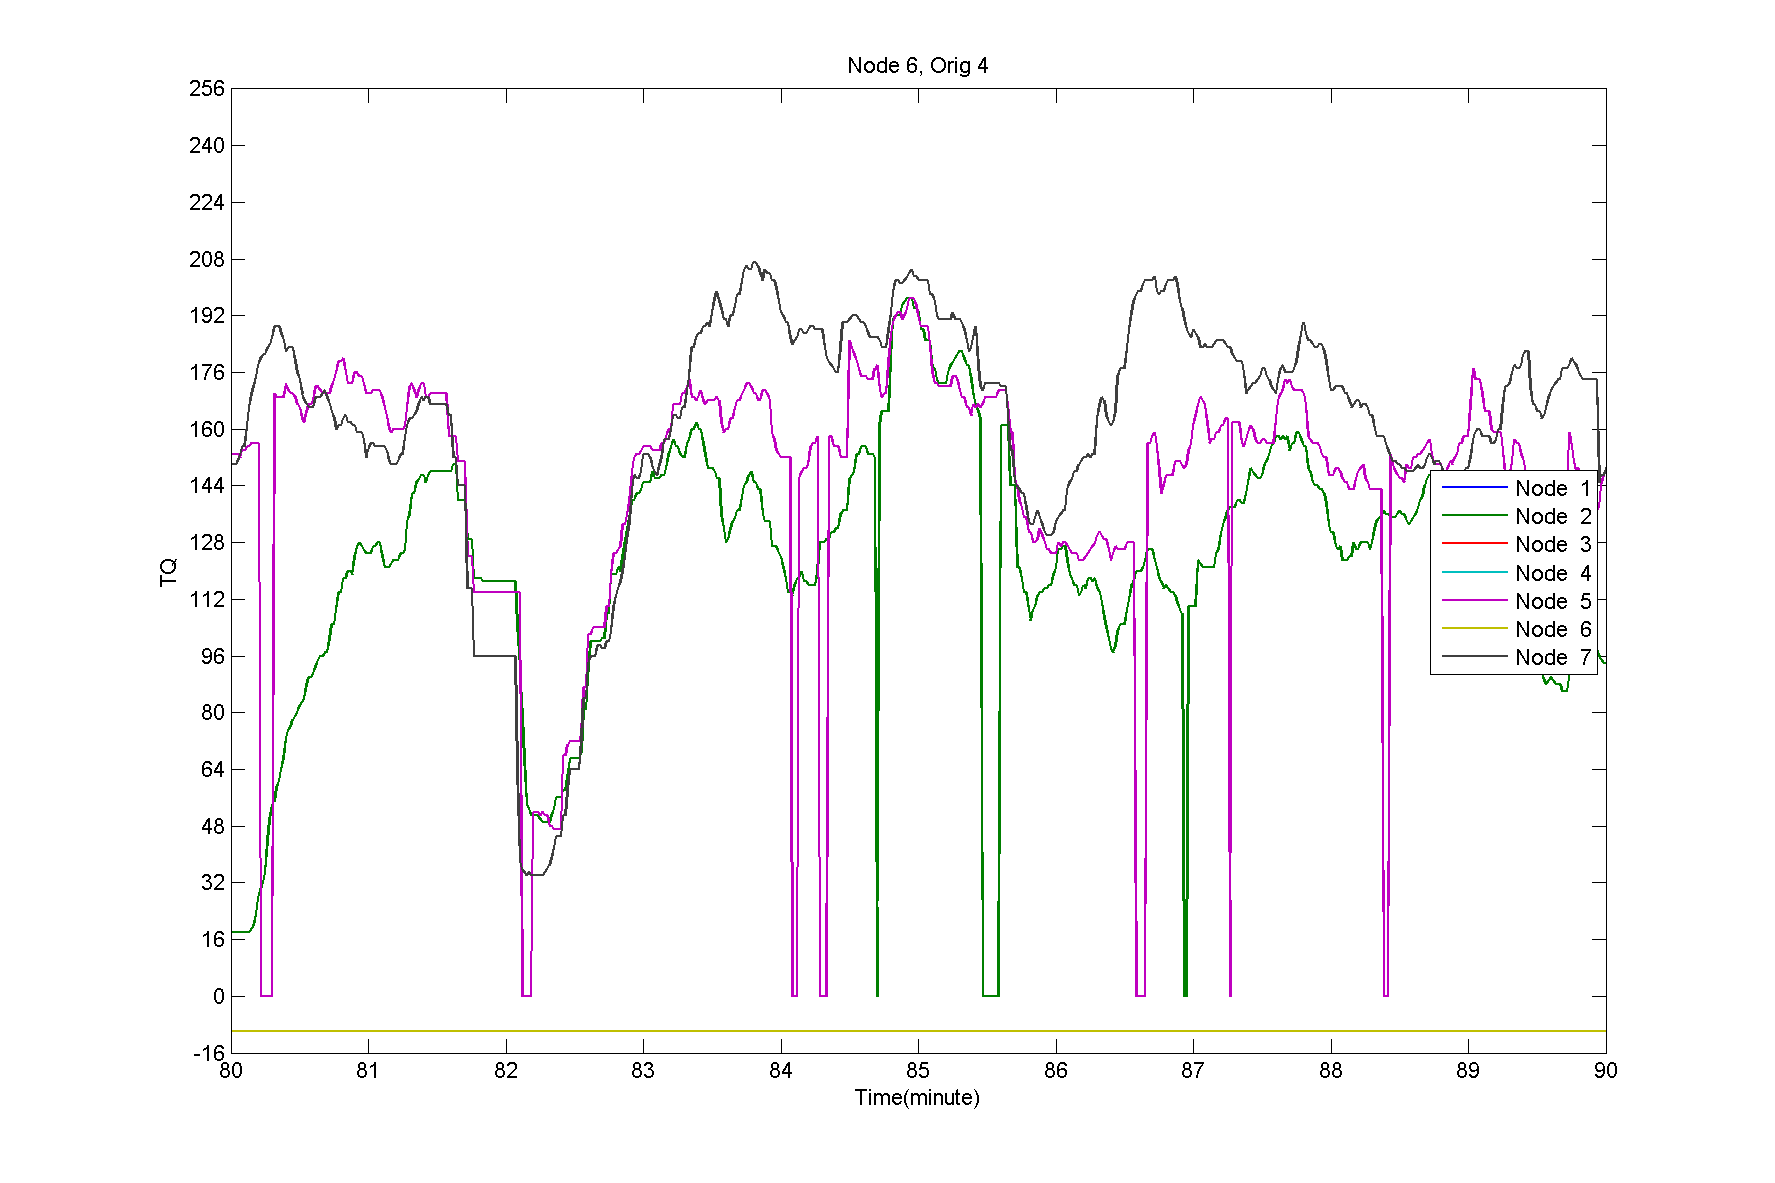 Node 6, Orig 4
256
240
224
208
192
176
160
144
128
112
96
80
64
48
32
16
0
-16
TQ
Node 1
Node 2
Node 3
Node 4
Node 5
Node 6
Node 7
80 81 82 83 84 85 86 87 88 89 90
Time(minute)